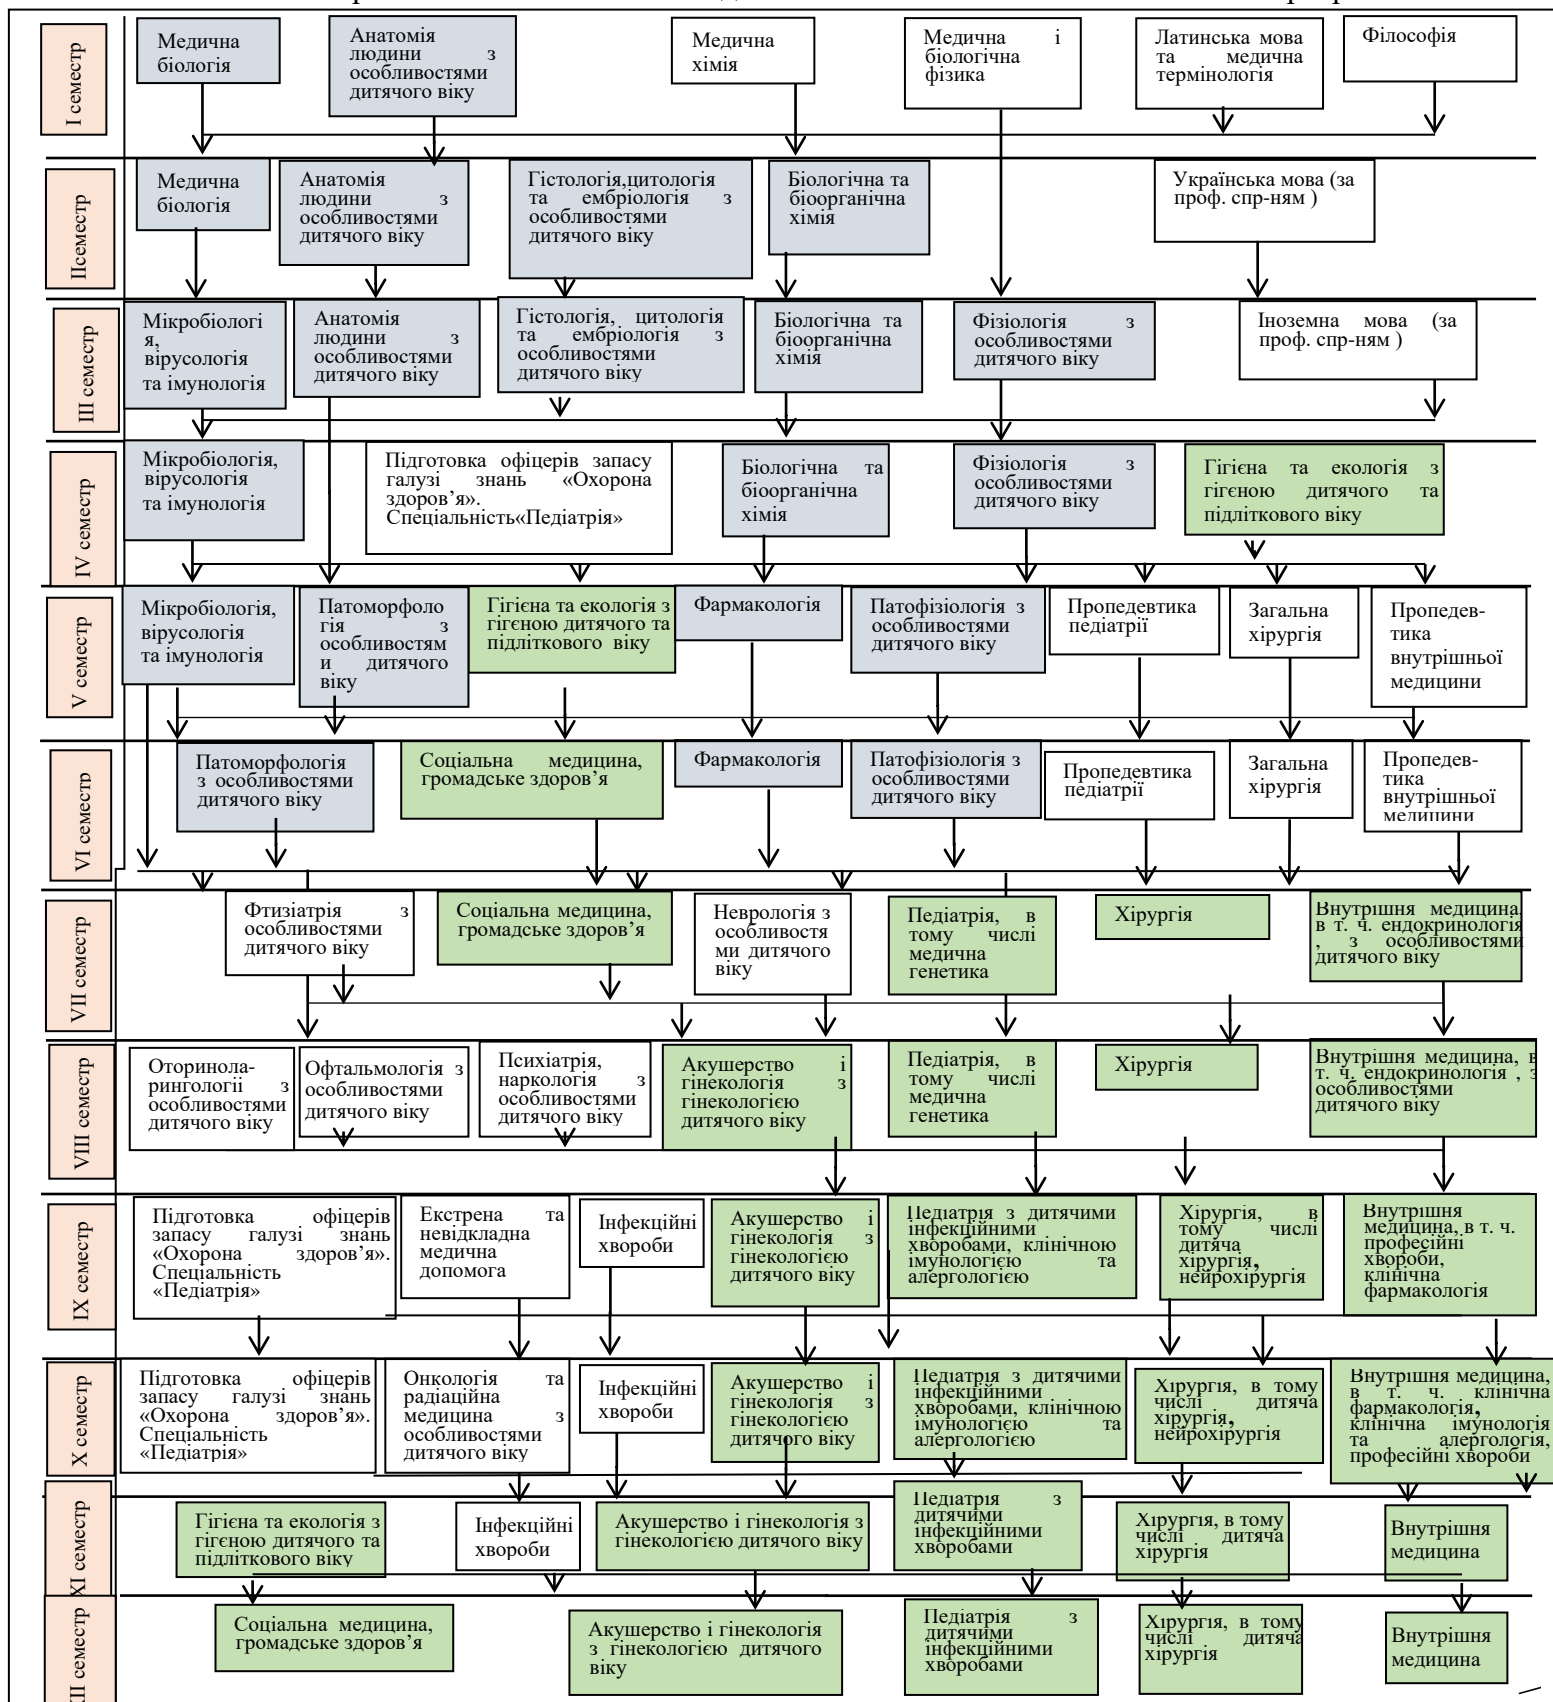 І семестр
Медична
біологія
Анатомія
людини з
особливостями
дитячого віку
Медична
хімія
Медична і
біологічна
фізика
Латинська мова
та медична
термінологія
Філософія
ІІсеместр
Медична
біологія
Анатомія
людини з
особливостями
дитячого віку
Гістологія,цитологія
та ембріологія з
особливостями
дитячого віку
Біологічна та
біоорганічна
хімія
Українська мова (за
проф. спр-ням )
ІІІ семестр
Мікробіологі
я,
вірусологія
та імунологія
Анатомія
людини з
особливостями
дитячого віку
Гістологія, цитологія
та ембріологія з
особливостями
дитячого віку
Біологічна та
біоорганічна
хімія
Фізіологія з
особливостями
дитячого віку
Іноземна мова (за
проф. спр-ням )
IV семестр
Мікробіологія,
вірусологія
та імунологія
Підготовка офіцерів запасу
галузі знань «Охорона
здоров’я».
Спеціальність«Педіатрія»
Біологічна та
біоорганічна
хімія
Фізіологія з
особливостями
дитячого віку
Гігієна та екологія з
гігєною дитячого та
підліткового віку
V семестр
Мікробіологія,
вірусологія
та імунологія
Патоморфоло
гія з
особливостям
и дитячого
віку
Гігієна та екологія з
гігєною дитячого та
підліткового віку
Фармакологія
Патофізіологія з
особливостями
дитячого віку
Пропедевтика
педіатрії
Загальна
хірургія
Пропедев-
тика
внутрішньої
медицини
VI семестр
Патоморфологія
з особливостями
дитячого віку
Соціальна медицина,
громадське здоров’я
Фармакологія
Патофізіологія з
особливостями
дитячого віку
Пропедевтика
педіатрії
Загальна
хірургія
Пропедев-
тика
внутрішньої
медицини
VII семестр
Фтизіатрія з
особливостями
дитячого віку
Соціальна медицина,
громадське здоров’я
Неврологія з
особливостя
ми дитячого
віку
Педіатрія, в
тому числі
медична
генетика
Хірургія
Внутрішня медицина,
в т. ч. ендокринологія
, з особливостями
дитячого віку
VIII семестр
Оторинола-
рингології з
особливостями
дитячого віку
Офтальмологія з
особливостями
дитячого віку
Психіатрія,
наркологія з
особливостями
дитячого віку
Акушерство і
гінекологія з
гінекологією
дитячого віку
Педіатрія, в
тому числі
медична
генетика
Хірургія
Внутрішня медицина, в
т. ч. ендокринологія , з
особливостями
дитячого віку
IX семестр
Підготовка офіцерів
запасу галузі знань
«Охорона здоров’я».
Спеціальність
«Педіатрія»
Екстрена та
невідкладна
медична
допомога
Інфекційні
хвороби
Акушерство і
гінекологія з
гінекологією
дитячого віку
Педіатрія з дитячими
інфекційними
хворобами, клінічною
імунологією та
алергологією
Хірургія, в
тому числі
дитяча
хірургія,
нейрохірургія
Внутрішня
медицина, в т. ч.
професійні
хвороби,
клінічна
фармакологія
X семестр
Підготовка офіцерів
запасу галузі знань
«Охорона здоров’я».
Спеціальність
«Педіатрія»
Онкологія та
радіаційна
медицина з
особливостями
дитячого віку
Інфекційні
хвороби
Акушерство і
гінекологія з
гінекологією
дитячого віку
Педіатрія з дитячими
інфекційними
хворобами, клінічною
імунологією та
алергологією
Хірургія, в тому
числі дитяча
хірургія,
нейрохірургія
Внутрішня медицина,
в т. ч. клінічна
фармакологія,
клінічна імунологія
та алергологія,
професійні хвороби
XI семестр
Гігієна та екологія з
гігєною дитячого та
підліткового віку
Інфекційні
хвороби
Акушерство і гінекологія з
гінекологією дитячого віку
Педіатрія з
дитячими
інфекційними
хворобами
Хірургія, в тому
числі дитяча
хірургія
Внутрішня
медицина
XII семестр
Соціальна медицина,
громадське здоров’я
Акушерство і гінекологія
з гінекологією дитячого
віку
Педіатрія з
дитячими
інфекційними
хворобами
Хірургія, в тому
числі дитяча
хірургія
Внутрішня
медицина